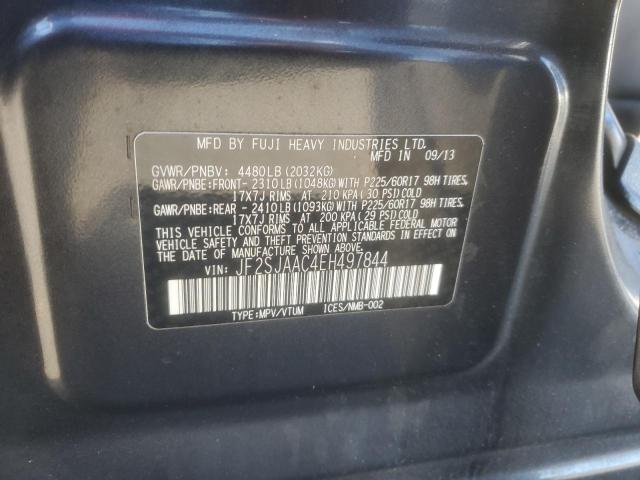 MFD BY FUJI HEAVY INDUSTRIES LTD.
MFD IN 09/13
GVWR/PNBV: 4480LB(2032KG)
GAWR/PNBE:FRONT- 2310LB(1048KG)WITH P225/60R17 98H TIRES,
17X7J RIMS AT 210 KPA(30 PSI)COLD
GAWR/PNBE:REAR - 2410LB(1093KG)WITH P225/60R17 98H TIRES,
17X7J RIMS AT 200 KPA(29 PSI)COLD
THIS VEHICLE CONFORMS TO ALL APPLICABLE FEDERAL MOTOR
VEHICLE SAFETY, BUMPER, AND THEFT PREVENTION STANDARDS
IN EFFECT ON THE DATE OF MANUFACTURE SHOWN ABOVE.
VIN: JF2SJAAC4EH497844
TYPE:MPV/VTUM ICES/NMB-002